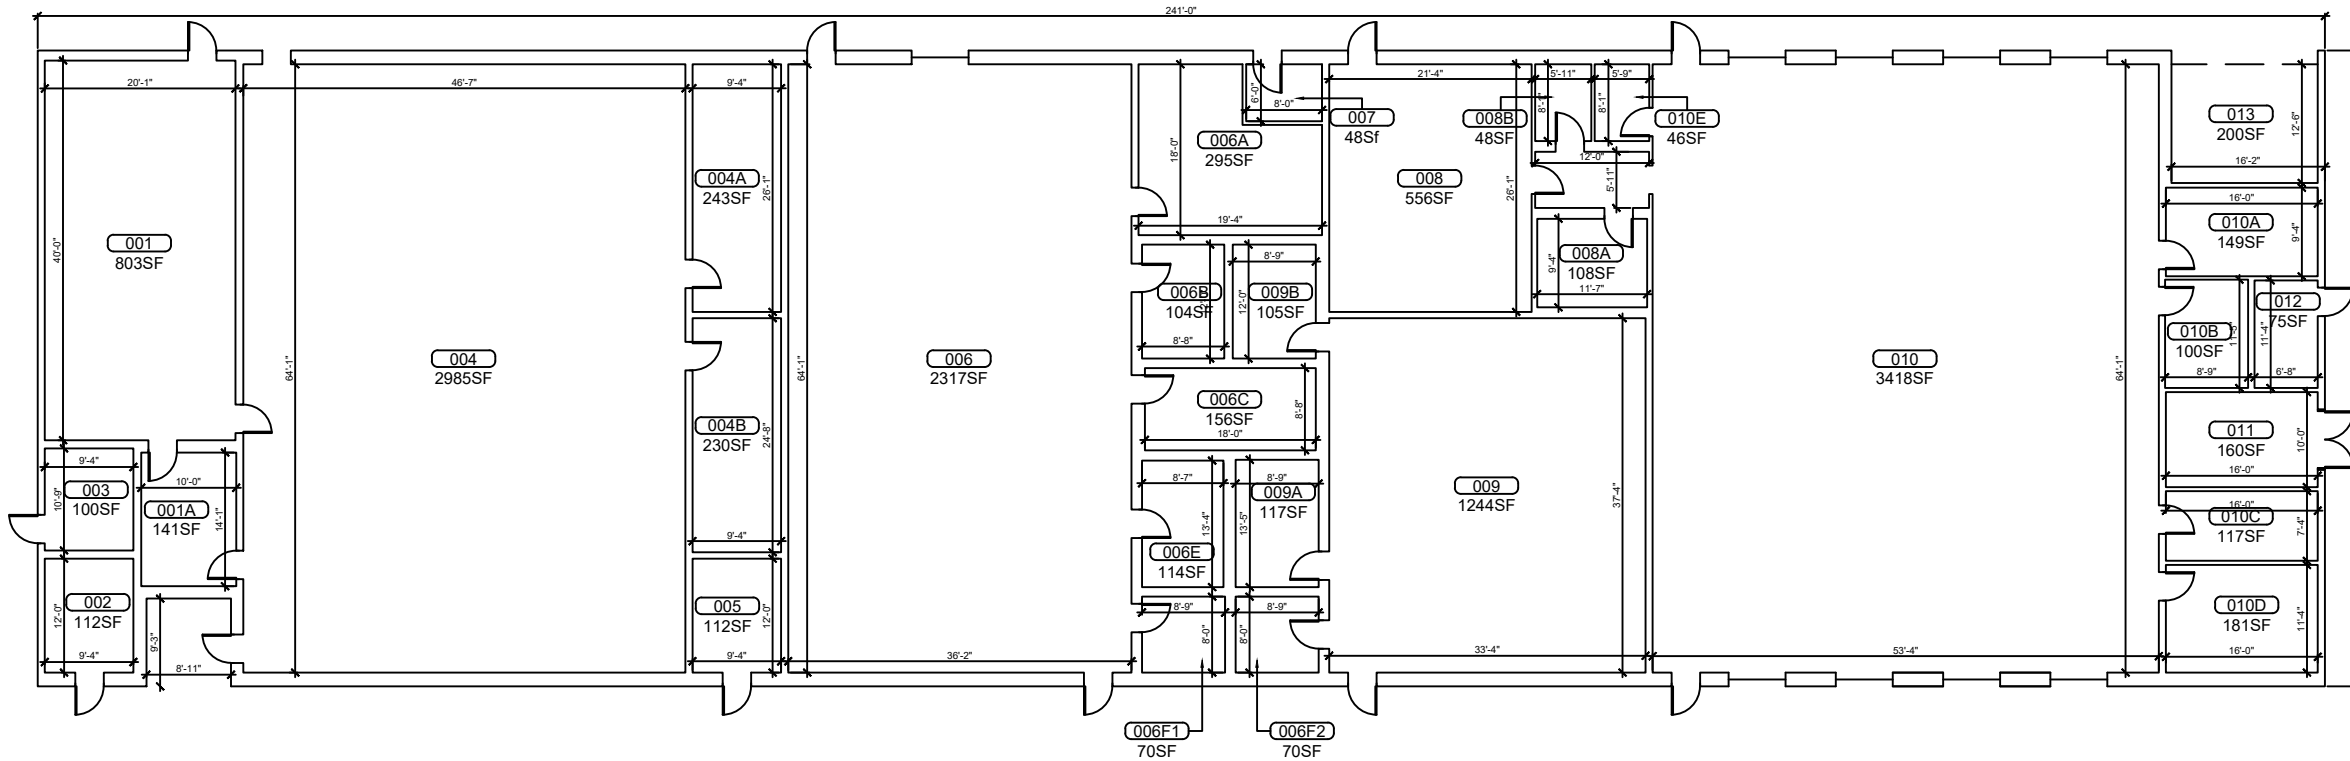 241'-0"
20'-1"
46'-7"
9'-4"
6'-0"
8'-0"
21'-4"
5'-11"
5'-9"
8'-1"
8'-1"
007
48Sf
008B
48SF
010E
46SF
013
200SF
12'-6"
16'-2"
006A
295SF
18'-0"
19'-4"
004A
243SF
26'-1"
008
556SF
26'-1"
12'-0"
5'-11"
16'-0"
010A
149SF
9'-4"
001
803SF
40'-0"
008A
108SF
9'-4"
11'-7"
8'-9"
006B
104SF
8'-8"
009B
105SF
12'-0"
012
75SF
11'-4"
6'-8"
010B
100SF
8'-9"
004
2985SF
64'-1"
006
2317SF
64'-1"
010
3418SF
64'-1"
006C
156SF
8'-8"
18'-0"
004B
230SF
24'-8"
9'-4"
011
160SF
10'-0"
16'-0"
9'-4"
003
100SF
10'-9"
10'-0"
001A
141SF
14'-1"
8'-7"
13'-4"
006E
114SF
8'-9"
009A
117SF
13'-5"
009
1244SF
37'-4"
16'-0"
010C
117SF
7'-4"
002
112SF
12'-0"
9'-4"
9'-3"
8'-11"
005
112SF
12'-0"
9'-4"
36'-2"
8'-9"
8'-0"
8'-9"
8'-0"
33'-4"
53'-4"
010D
181SF
11'-4"
16'-0"
006F1
70SF
006F2
70SF